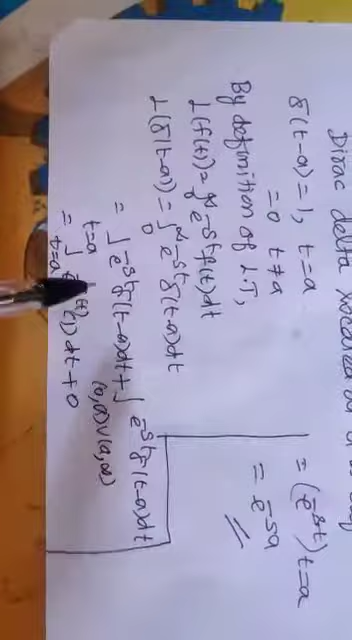 Dirac delta
δ(t-a) = 1, t=a
= 0 t≠a
By definition of L.T,
L(f(t)) = ∫₀^∞ e^-st f(t)dt
L(δ(t-a)) = ∫₀^∞ e^-st δ(t-a)dt
= ∫_{t=a} e^-st δ(t-a)dt + ∫_{(0,a)∪(a,∞)} e^-st δ(t-a)dt
= ∫_{t=a} (1)dt + 0
= (e^-st) t=a
= e^-sa